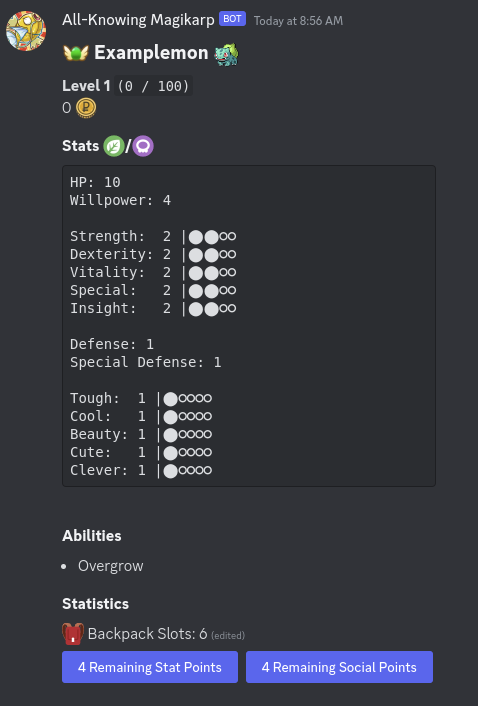 All-Knowing Magikarp BOT Today at 8:56 AM
Examplemon
Level 1 (0 / 100)
0
Stats /
HP: 10
Willpower: 4
Strength:  2 |⬤⬤⭘⭘
Dexterity: 2 |⬤⬤⭘⭘
Vitality:  2 |⬤⬤⭘⭘
Special:   2 |⬤⬤⭘⭘
Insight:   2 |⬤⬤⭘⭘
Defense: 1
Special Defense: 1
Tough:  1 |⬤⭘⭘⭘⭘
Cool:   1 |⬤⭘⭘⭘⭘
Beauty: 1 |⬤⭘⭘⭘⭘
Cute:   1 |⬤⭘⭘⭘⭘
Clever: 1 |⬤⭘⭘⭘⭘
Abilities
• Overgrow
Statistics
Backpack Slots: 6 (edited)
4 Remaining Stat Points 4 Remaining Social Points